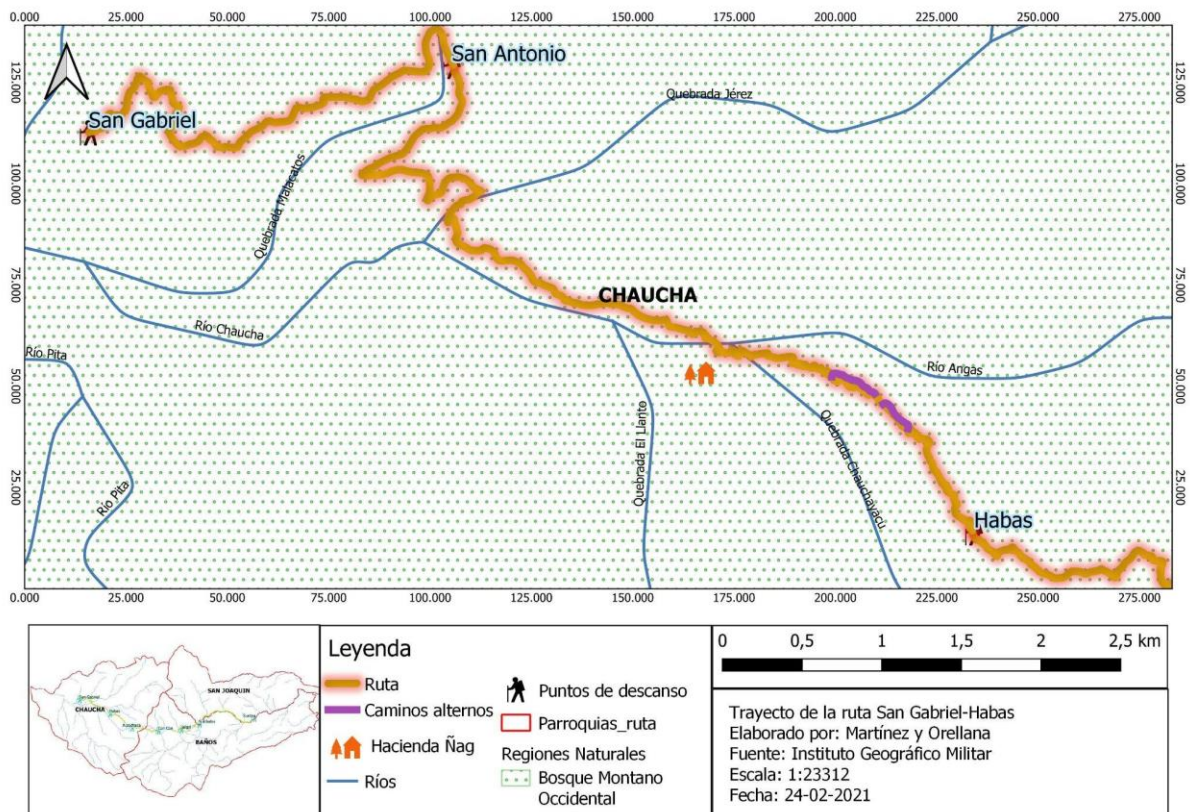 0.000 25.000 50.000 75.000 100.000 125.000 150.000 175.000 200.000 225.000 250.000 275.000
125.000
100.000
75.000
50.000
25.000
125.000
100.000
75.000
50.000
25.000
San Antonio
San Gabriel
Quebrada Jérez
Quebrada Malacatos
CHAUCHA
Río Chaucha
Río Pita
Río Angas
Quebrada El Llanto
Quebrada Chauchayacu
Río Pita
Habas
0.000 25.000 50.000 75.000 100.000 125.000 150.000 175.000 200.000 225.000 250.000 275.000
SAN JOAQUIN
CHAUCHA
BAÑOS
Leyenda
Ruta
Caminos alternos
Hacienda Ñag
Ríos
Puntos de descanso
Parroquias_ruta
Regiones Naturales
Bosque Montano
Occidental
0 0,5 1 1,5 2 2,5 km
Trayecto de la ruta San Gabriel-Habas
Elaborado por: Martínez y Orellana
Fuente: Instituto Geográfico Militar
Escala: 1:23312
Fecha: 24-02-2021